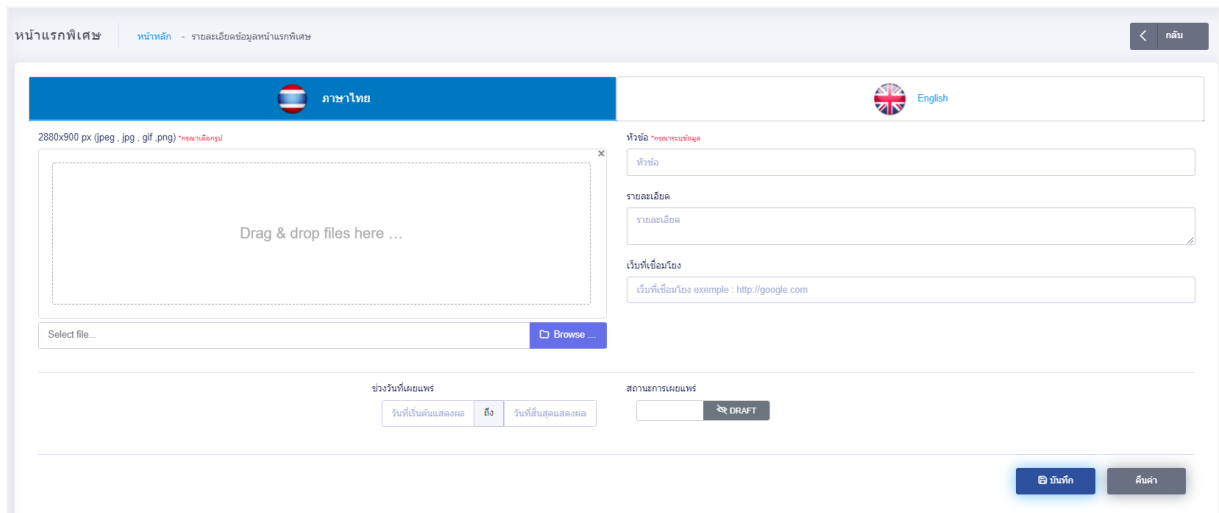 หน้าแรกพิเศษ หน้าหลัก - รายละเอียดข้อมูลหน้าแรกพิเศษ กลับ
ภาษาไทย English
2880x900 px (jpeg , jpg , gif ,png) *กรุณาเลือกรูป
หัวข้อ *กรุณาระบุข้อมูล
×
หัวข้อ
รายละเอียด
รายละเอียด
Drag & drop files here …
เว็บที่เชื่อมโยง
เว็บที่เชื่อมโยง exemple : http://google.com
Select file... Browse ...
ช่วงวันที่เผยแพร่ สถานะการเผยแพร่
วันที่เริ่มต้นแสดงผล ถึง วันที่สิ้นสุดแสดงผล DRAFT
บันทึก คืนค่า